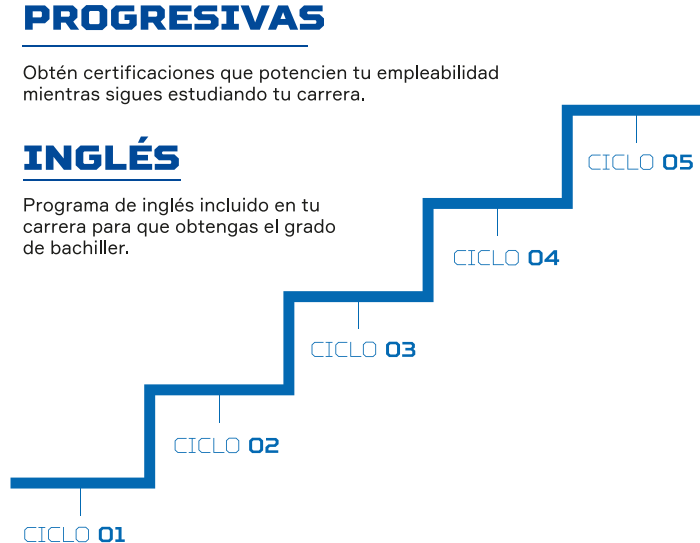 PROGRESIVAS
Obtén certificaciones que potencien tu empleabilidad
mientras sigues estudiando tu carrera.
INGLÉS
Programa de inglés incluido en tu
carrera para que obtengas el grado
de bachiller.
CICLO 05
CICLO 04
CICLO 03
CICLO 02
CICLO 01